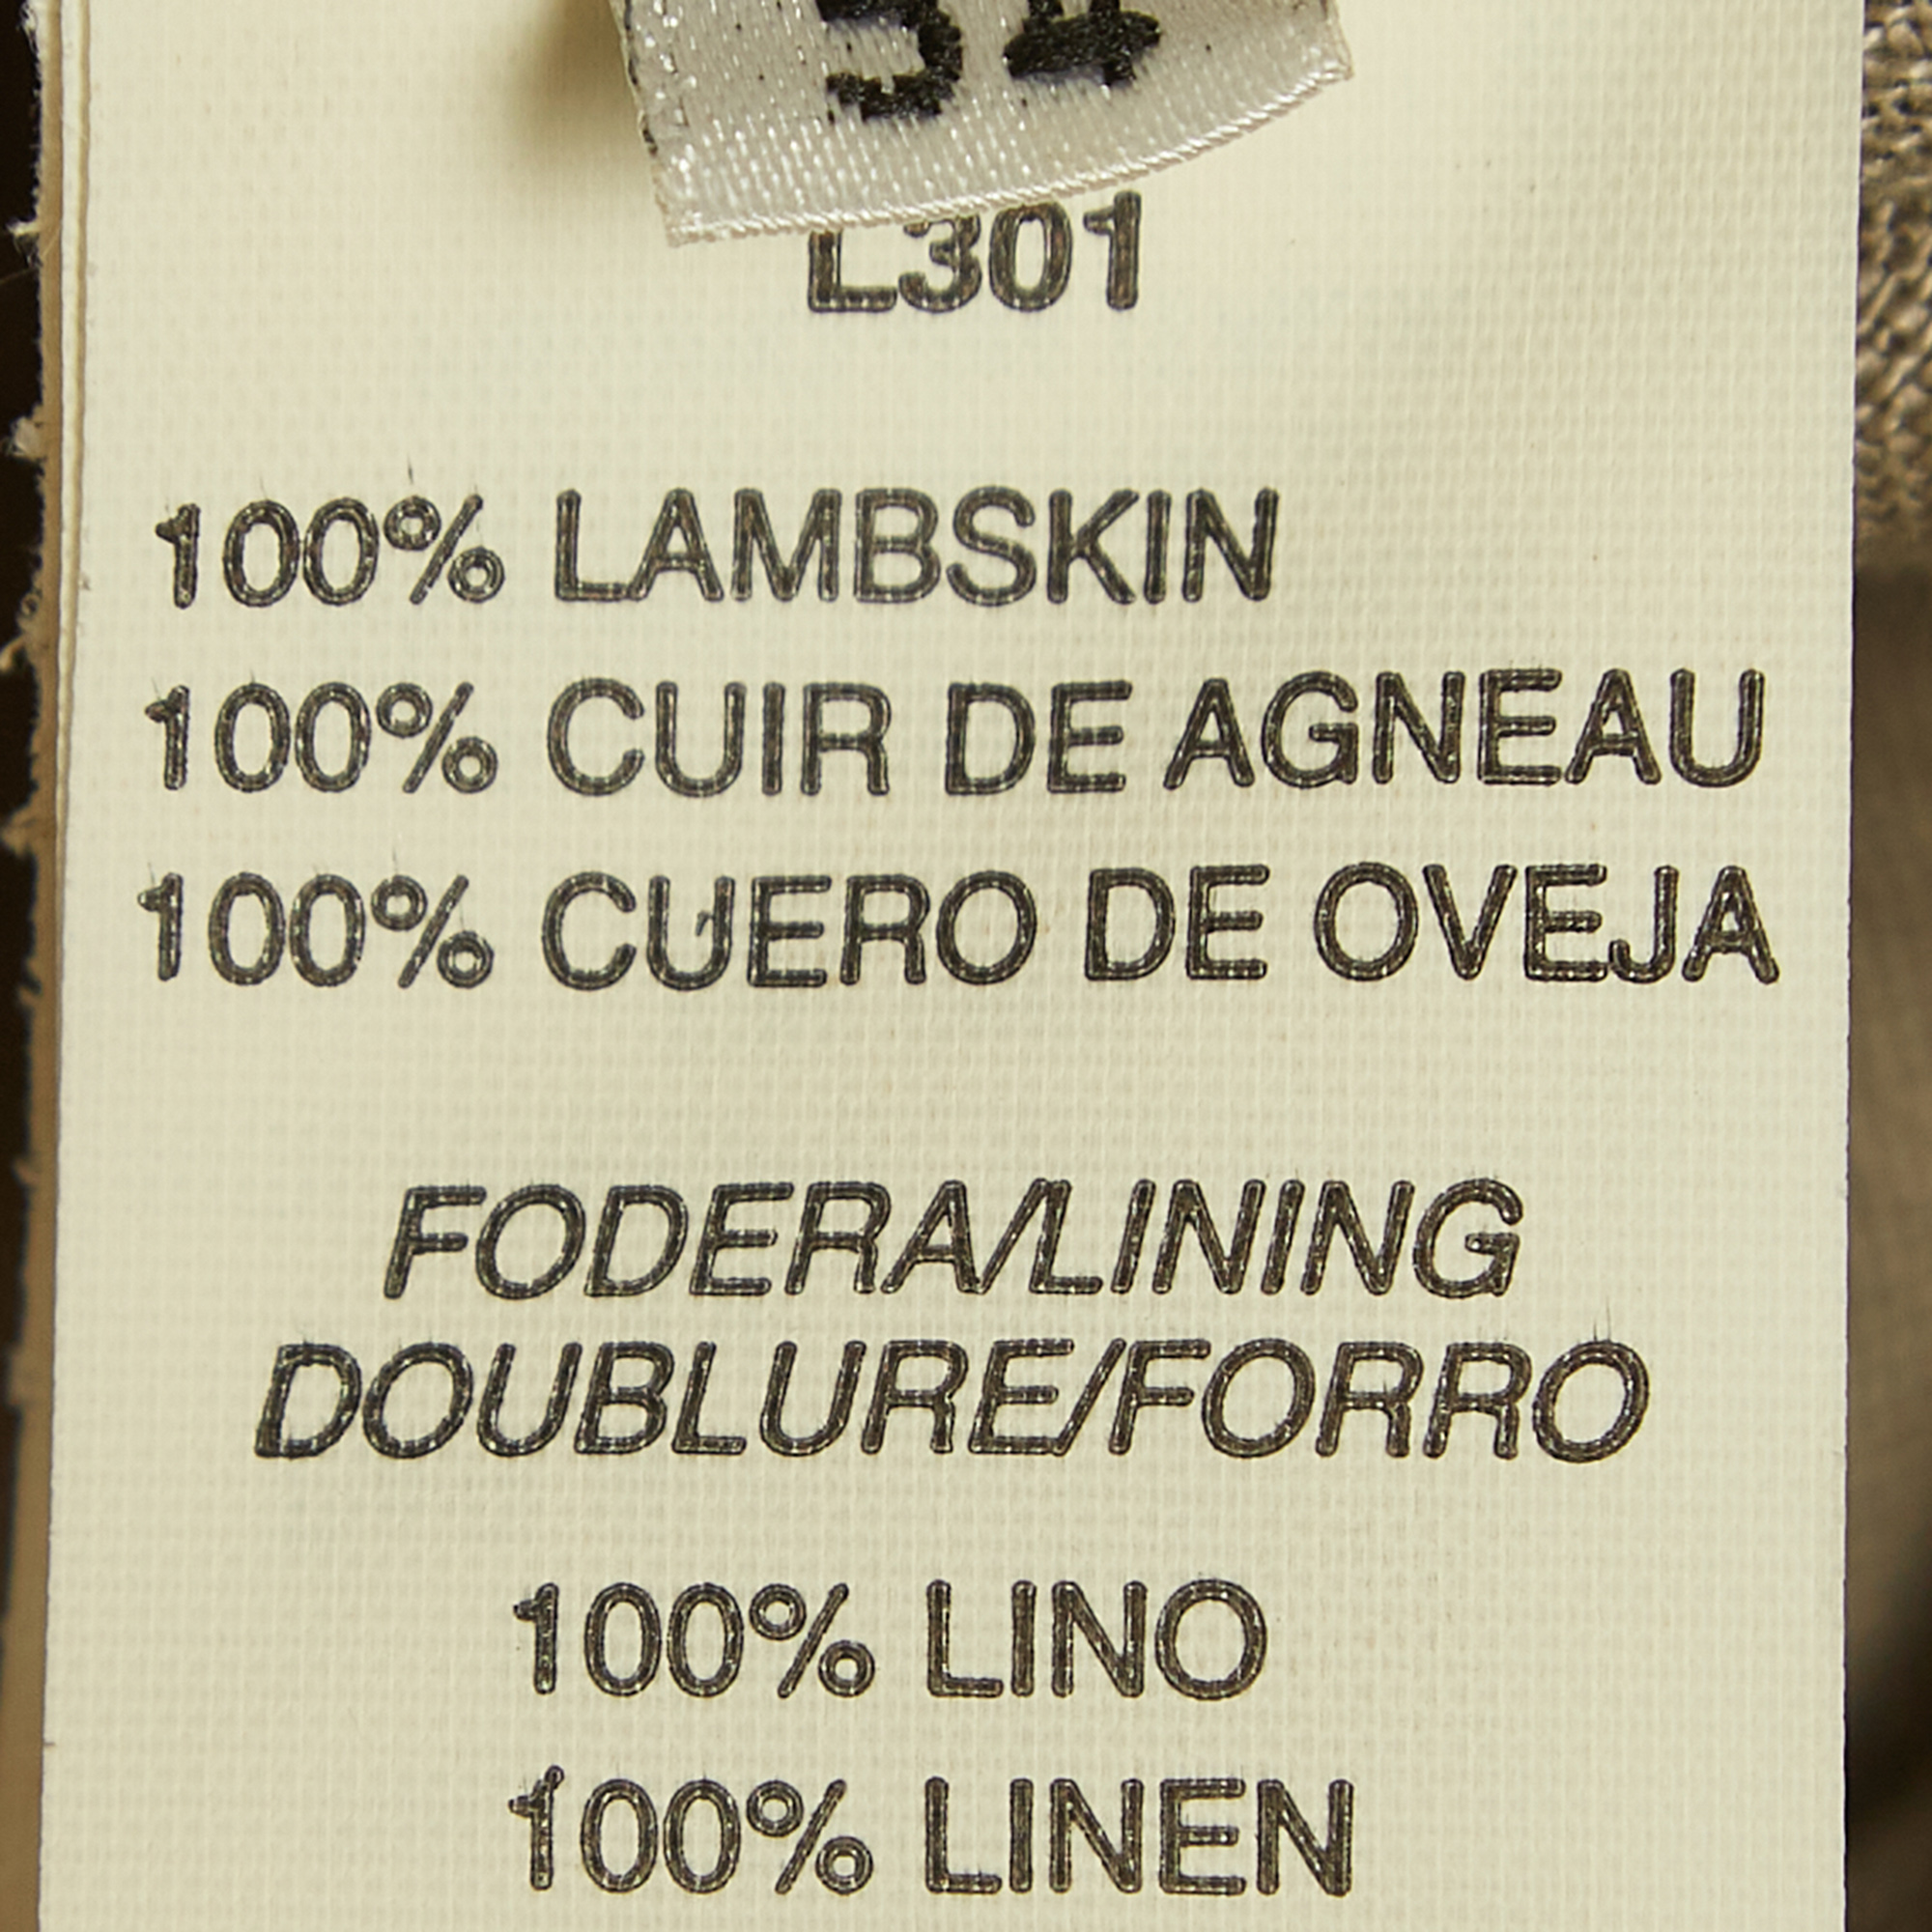 L301
100% LAMBSKIN
100% CUIR DE AGNEAU
100% CUERO DE OVEJA
FODERA/LINING
DOUBLURE/FORRO
100% LINO
100% LINEN